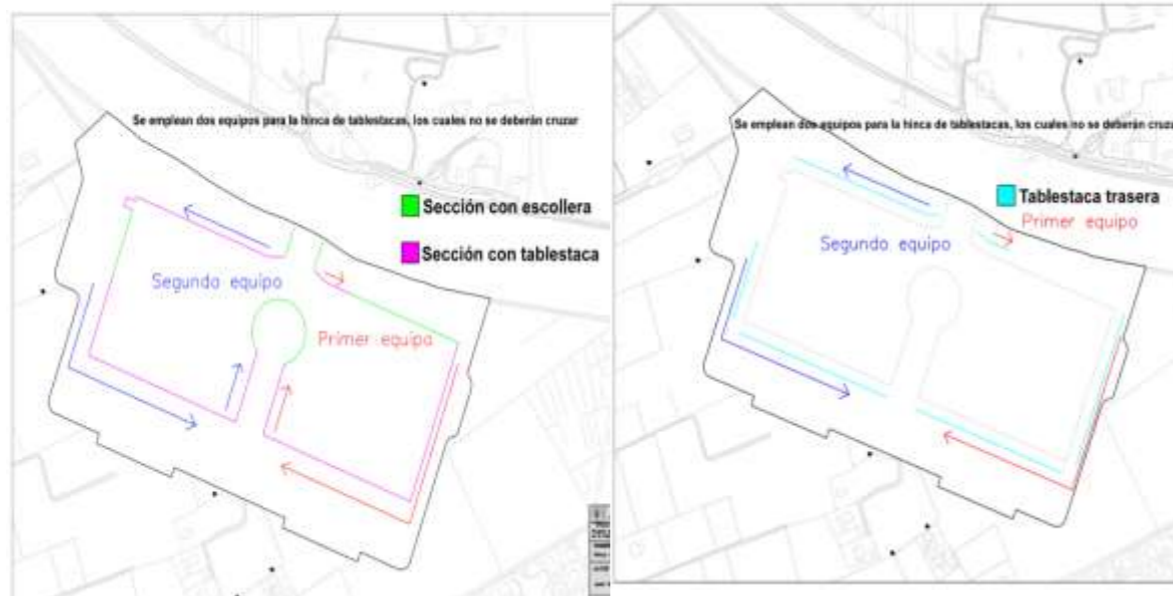 Se emplean dos equipos para la hinca de tablestacas, los cuales no se deberán cruzar
Sección con escollera
Sección con tablestaca
Segundo equipo
Primer equipo
Se emplean dos equipos para la hinca de tablestacas, los cuales no se deberán cruza
Tablestaca trasera
Primer equipo
Segundo equipo